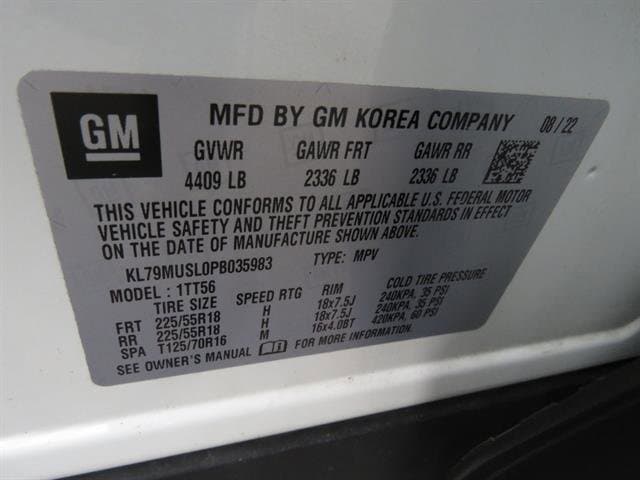 GM
MFD BY GM KOREA COMPANY 08/22
GVWR GAWR FRT GAWR RR
4409 LB 2336 LB 2336 LB
THIS VEHICLE CONFORMS TO ALL APPLICABLE U.S. FEDERAL MOTOR
VEHICLE SAFETY AND THEFT PREVENTION STANDARDS IN EFFECT
ON THE DATE OF MANUFACTURE SHOWN ABOVE.
KL79MUSL0PB035983 TYPE: MPV
MODEL : 1TT56
TIRE SIZE SPEED RTG RIM COLD TIRE PRESSURE
FRT 225/55R18 H 18x7.5J 240KPA, 35 PSI
RR 225/55R18 H 18x7.5J 240KPA, 35 PSI
SPA T125/70R16 M 16x4.0BT 420KPA, 60 PSI
SEE OWNER'S MANUAL FOR MORE INFORMATION.